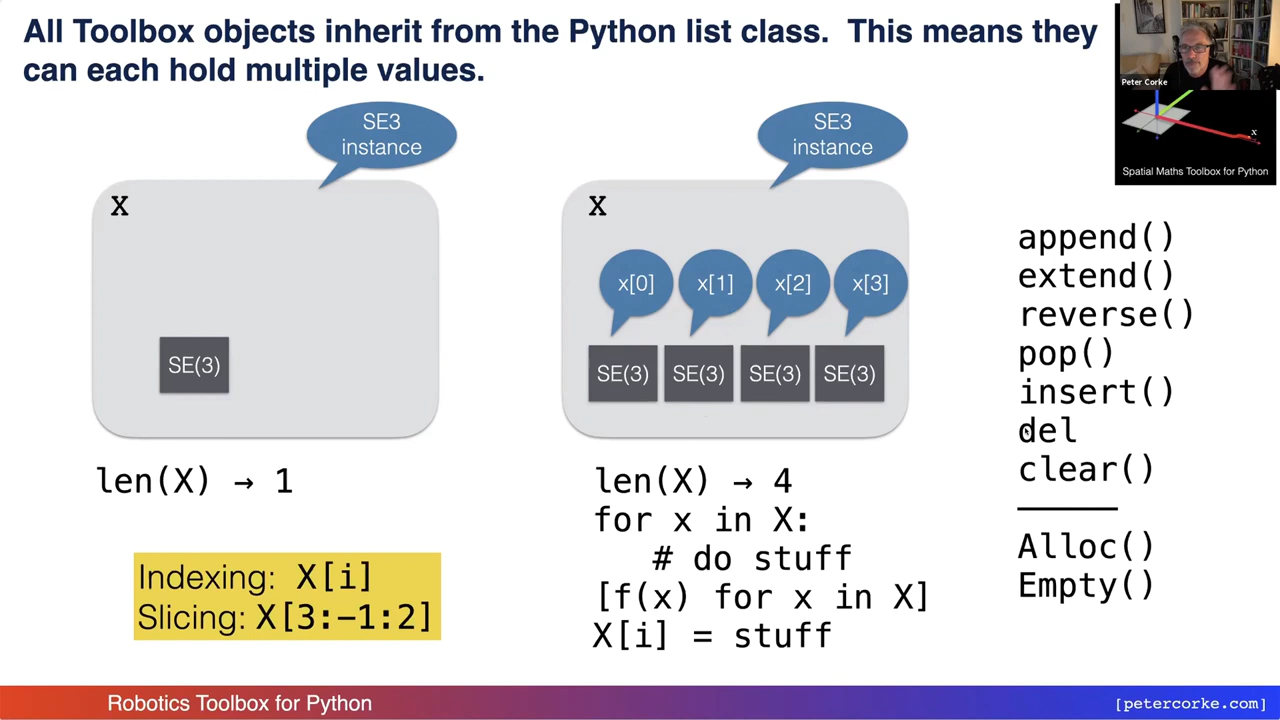 All Toolbox objects inherit from the Python list class. This means they
can each hold multiple values.
Peter Corke
x
Spatial Maths Toolbox for Python
SE3
instance
X
SE(3)
len(X) → 1
Indexing: X[i]
Slicing: X[3:-1:2]
SE3
instance
X
x[0] x[1] x[2] x[3]
SE(3) SE(3) SE(3) SE(3)
len(X) → 4
for x in X:
# do stuff
[f(x) for x in X]
X[i] = stuff
append()
extend()
reverse()
pop()
insert()
del
clear()
Alloc()
Empty()
Robotics Toolbox for Python
[petercorke.com]